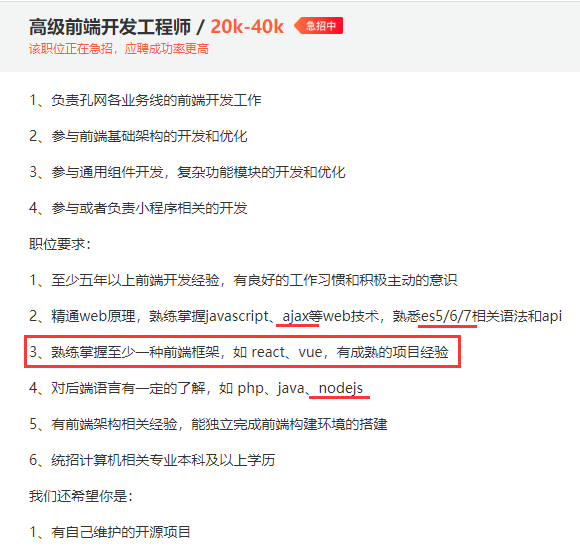 高级前端开发工程师 / 20k-40k 急招中
该职位正在急招，应聘成功率更高
1、负责孔网各业务线的前端开发工作
2、参与前端基础架构的开发和优化
3、参与通用组件开发，复杂功能模块的开发和优化
4、参与或者负责小程序相关的开发
职位要求：
1、至少五年以上前端开发经验，有良好的工作习惯和积极主动的意识
2、精通web原理，熟练掌握javascript、ajax等web技术，熟悉es5/6/7相关语法和api
3、熟练掌握至少一种前端框架，如 react、vue，有成熟的项目经验
4、对后端语言有一定的了解，如 php、java、nodejs
5、有前端架构相关经验，能独立完成前端构建环境的搭建
6、统招计算机相关专业本科及以上学历
我们还希望你是：
1、有自己维护的开源项目